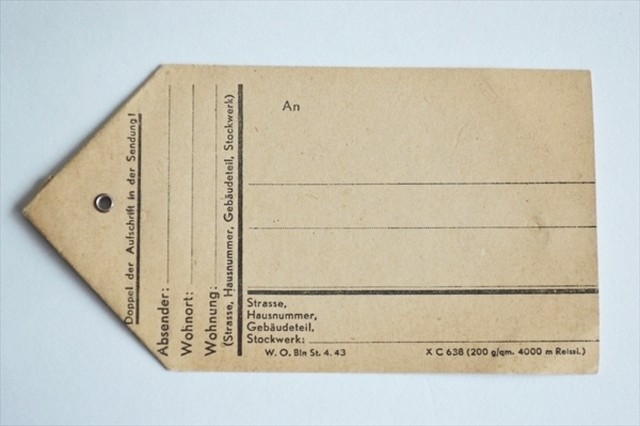 Doppel der Aufschrift in der Sendung!
Absender:
Wohnort:
Wohnung:
(Strasse, Hausnummer, Gebäudeteil, Stockwerk)
An
Strasse,
Hausnummer,
Gebäudeteil,
Stockwerk:
W. O. Bln St. 4. 43
X C 638 (200 g/qm. 4000 m Reissl.)